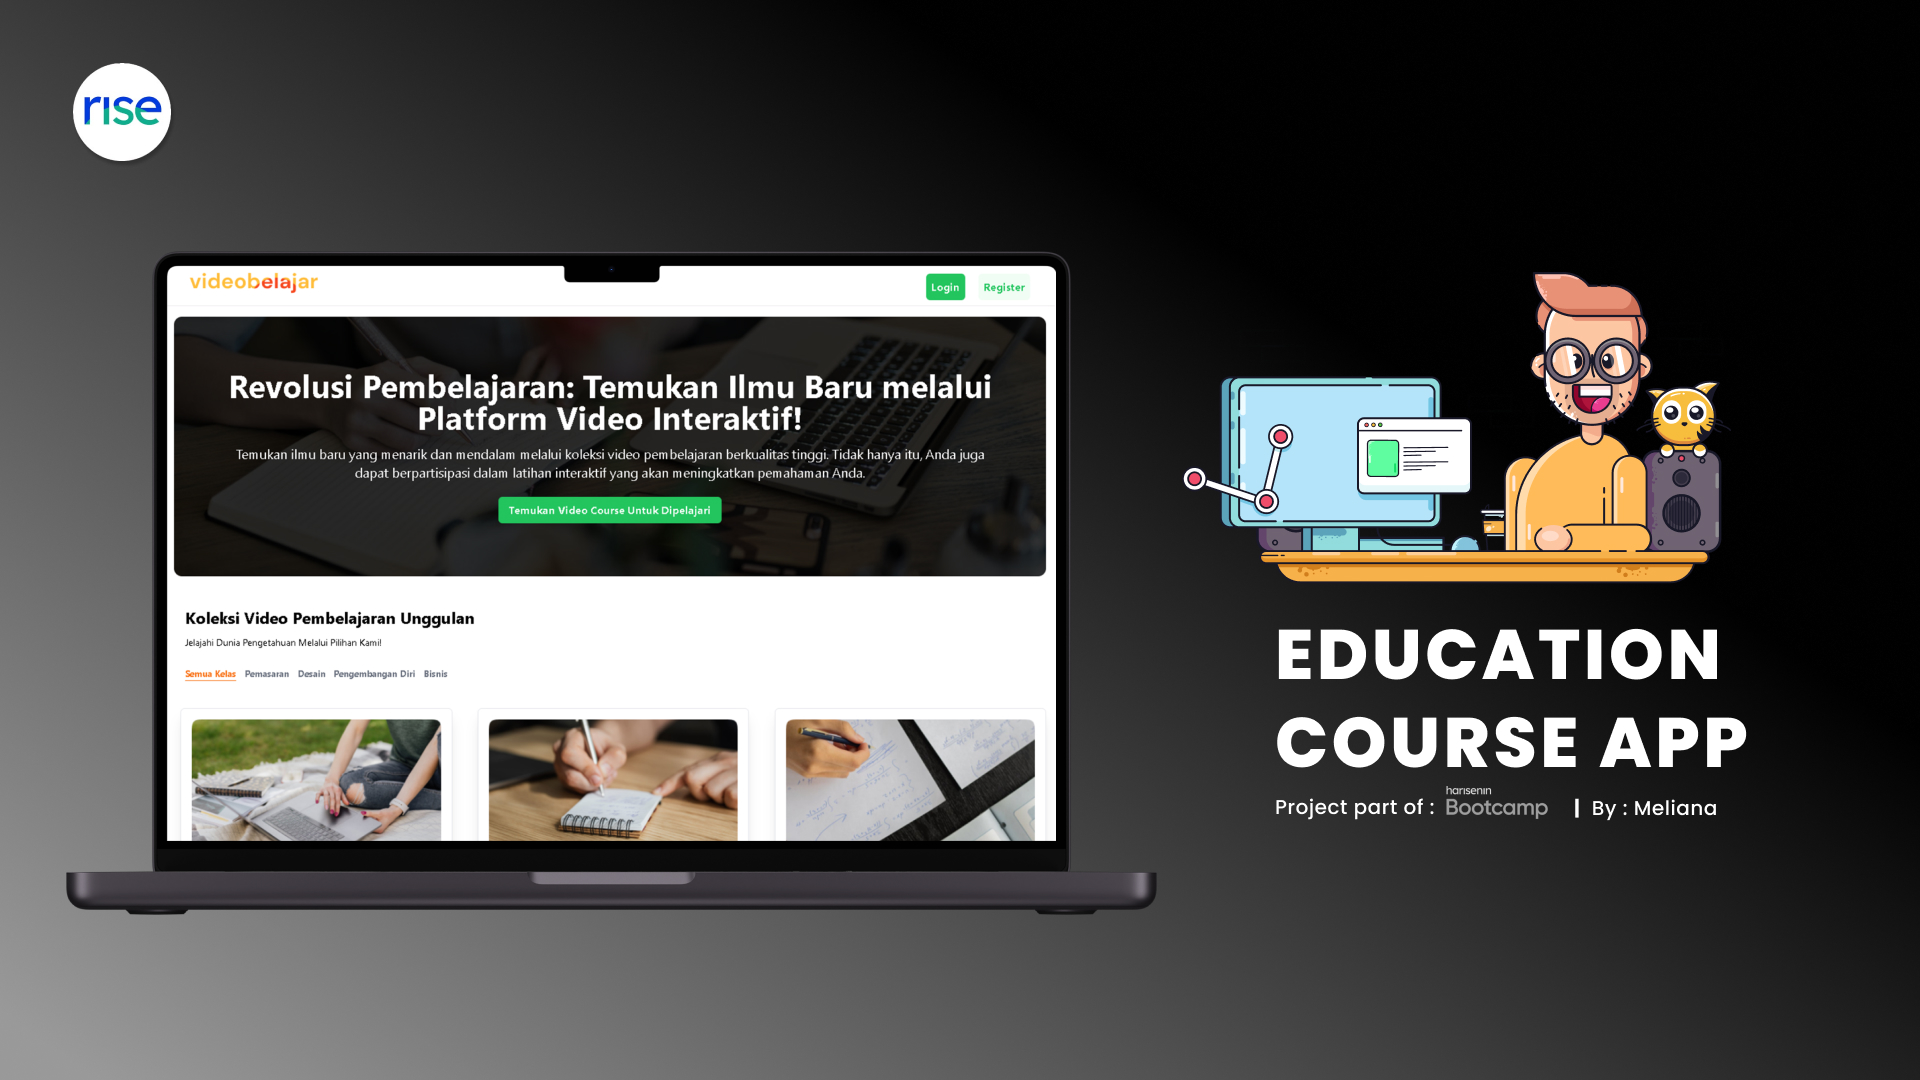 rise
videobelajar
Login
Register
Revolusi Pembelajaran: Temukan Ilmu Baru melalui
Platform Video Interaktif!
Temukan ilmu baru yang menarik dan mendalam melalui koleksi video pembelajaran berkualitas tinggi. Tidak hanya itu, Anda juga
dapat berpartisipasi dalam latihan interaktif yang akan meningkatkan pemahaman Anda.
Temukan Video Course Untuk Dipelajari
Koleksi Video Pembelajaran Unggulan
Jelajahi Dunia Pengetahuan Melalui Pilihan Kami!
Semua Kelas Pemasaran Desain Pengembangan Diri Bisnis
EDUCATION
COURSE APP
harisenin
Project part of : Bootcamp | By : Meliana